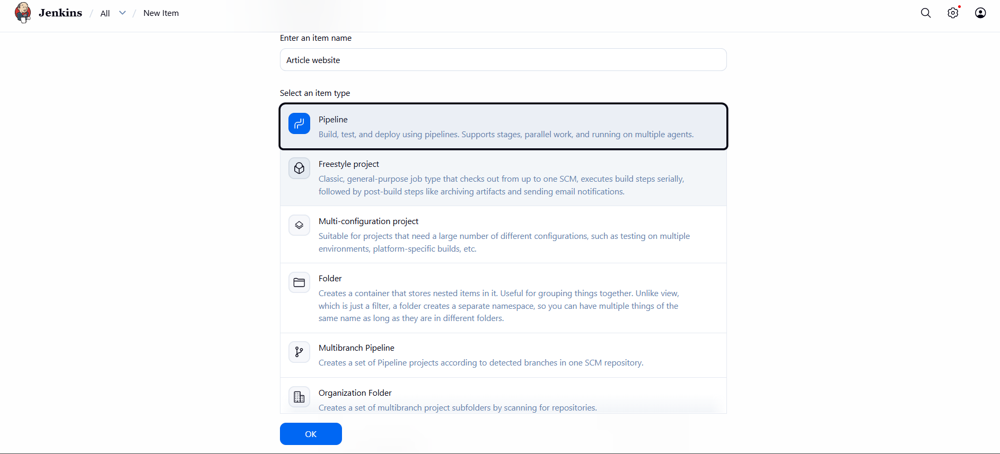 Jenkins / All / New Item
Enter an item name
Article website
Select an item type
Pipeline
Build, test, and deploy using pipelines. Supports stages, parallel work, and running on multiple agents.
Freestyle project
Classic, general-purpose job type that checks out from up to one SCM, executes build steps serially,
followed by post-build steps like archiving artifacts and sending email notifications.
Multi-configuration project
Suitable for projects that need a large number of different configurations, such as testing on multiple
environments, platform-specific builds, etc.
Folder
Creates a container that stores nested items in it. Useful for grouping things together. Unlike view,
which is just a filter, a folder creates a separate namespace, so you can have multiple things of the
same name as long as they are in different folders.
Multibranch Pipeline
Creates a set of Pipeline projects according to detected branches in one SCM repository.
Organization Folder
Creates a set of multibranch project subfolders by scanning for repositories.
OK